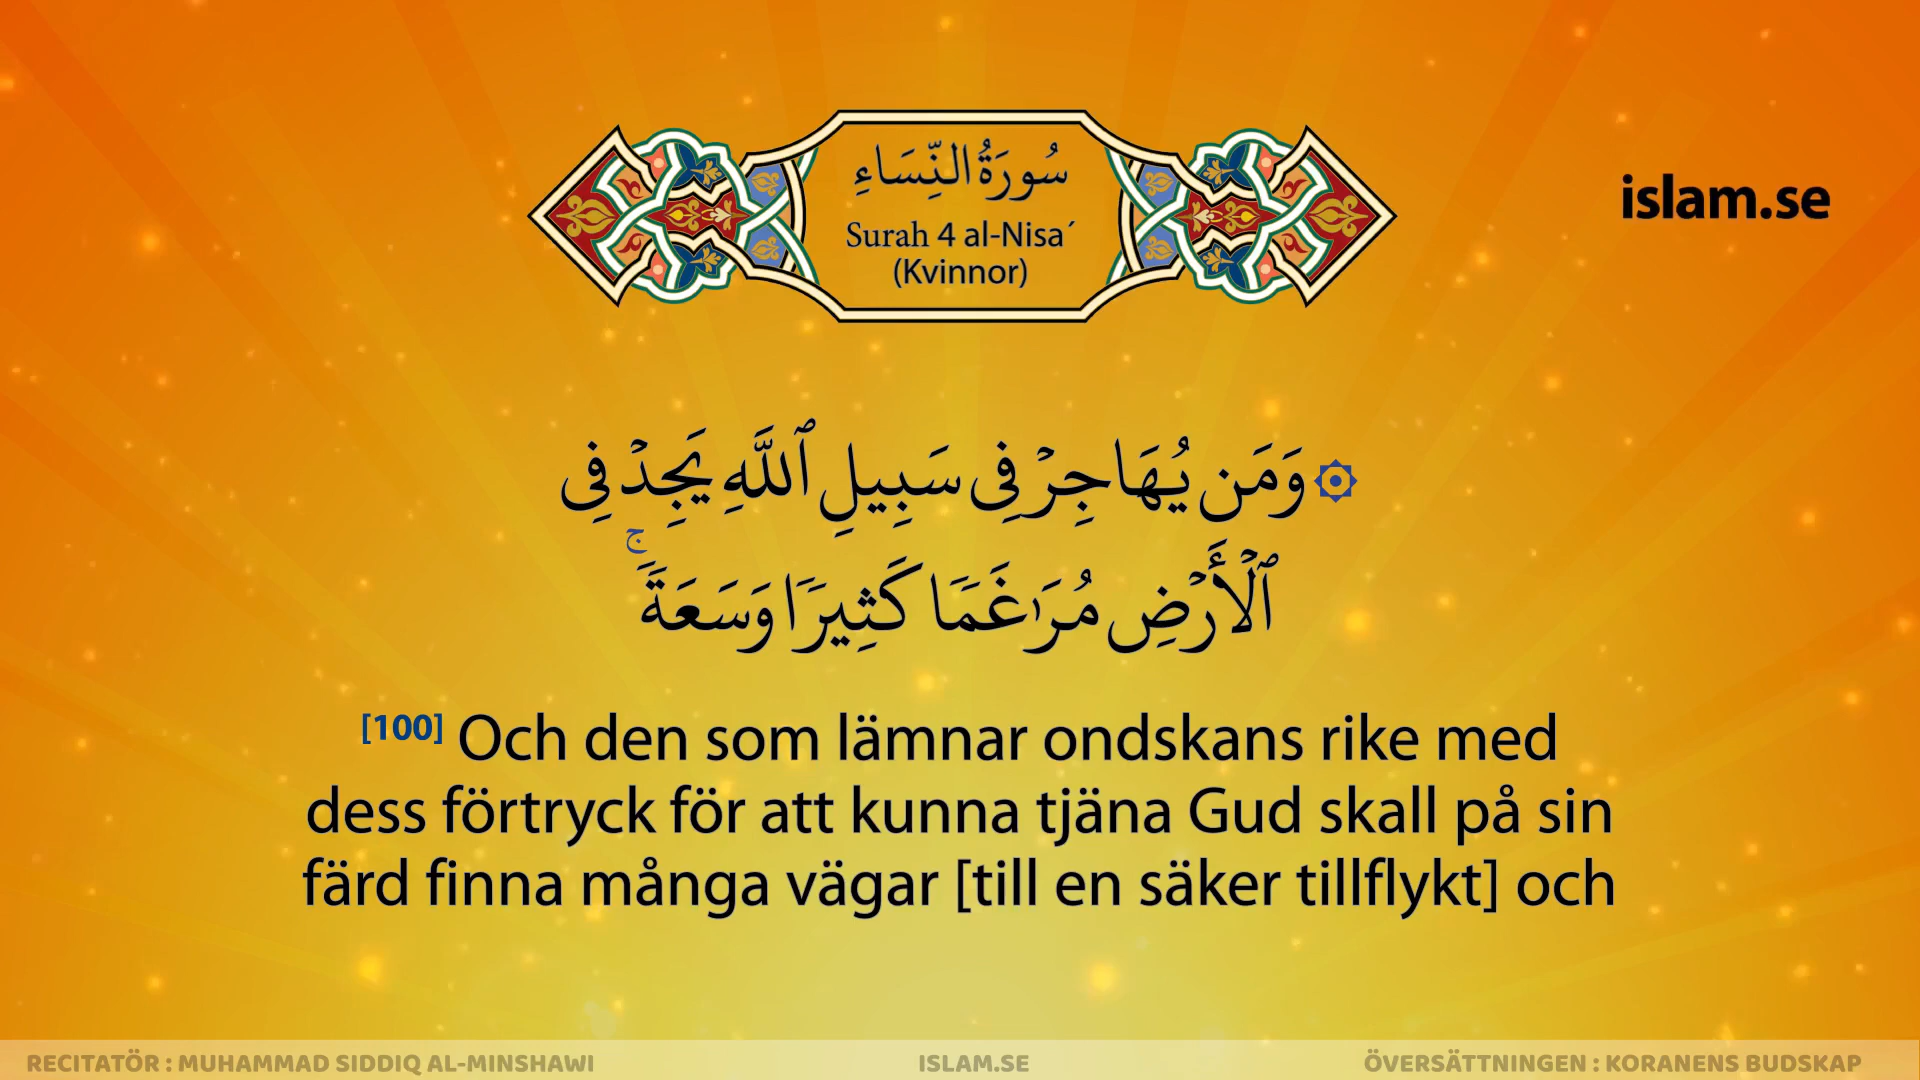 سُورَةُ النِّسَاءِ
Surah 4 al-Nisa´
(Kvinnor)
islam.se
۞ وَمَن يُهَاجِرۡ فِي سَبِيلِ ٱللَّهِ يَجِدۡ فِي
ٱلۡأَرۡضِ مُرَٰغَمٗا كَثِيرٗا وَسَعَةٗۚ
[100] Och den som lämnar ondskans rike med
dess förtryck för att kunna tjäna Gud skall på sin
färd finna många vägar [till en säker tillflykt] och
RECITATÖR : MUHAMMAD SIDDIQ AL-MINSHAWI
ISLAM.SE
ÖVERSÄTTNINGEN : KORANENS BUDSKAP